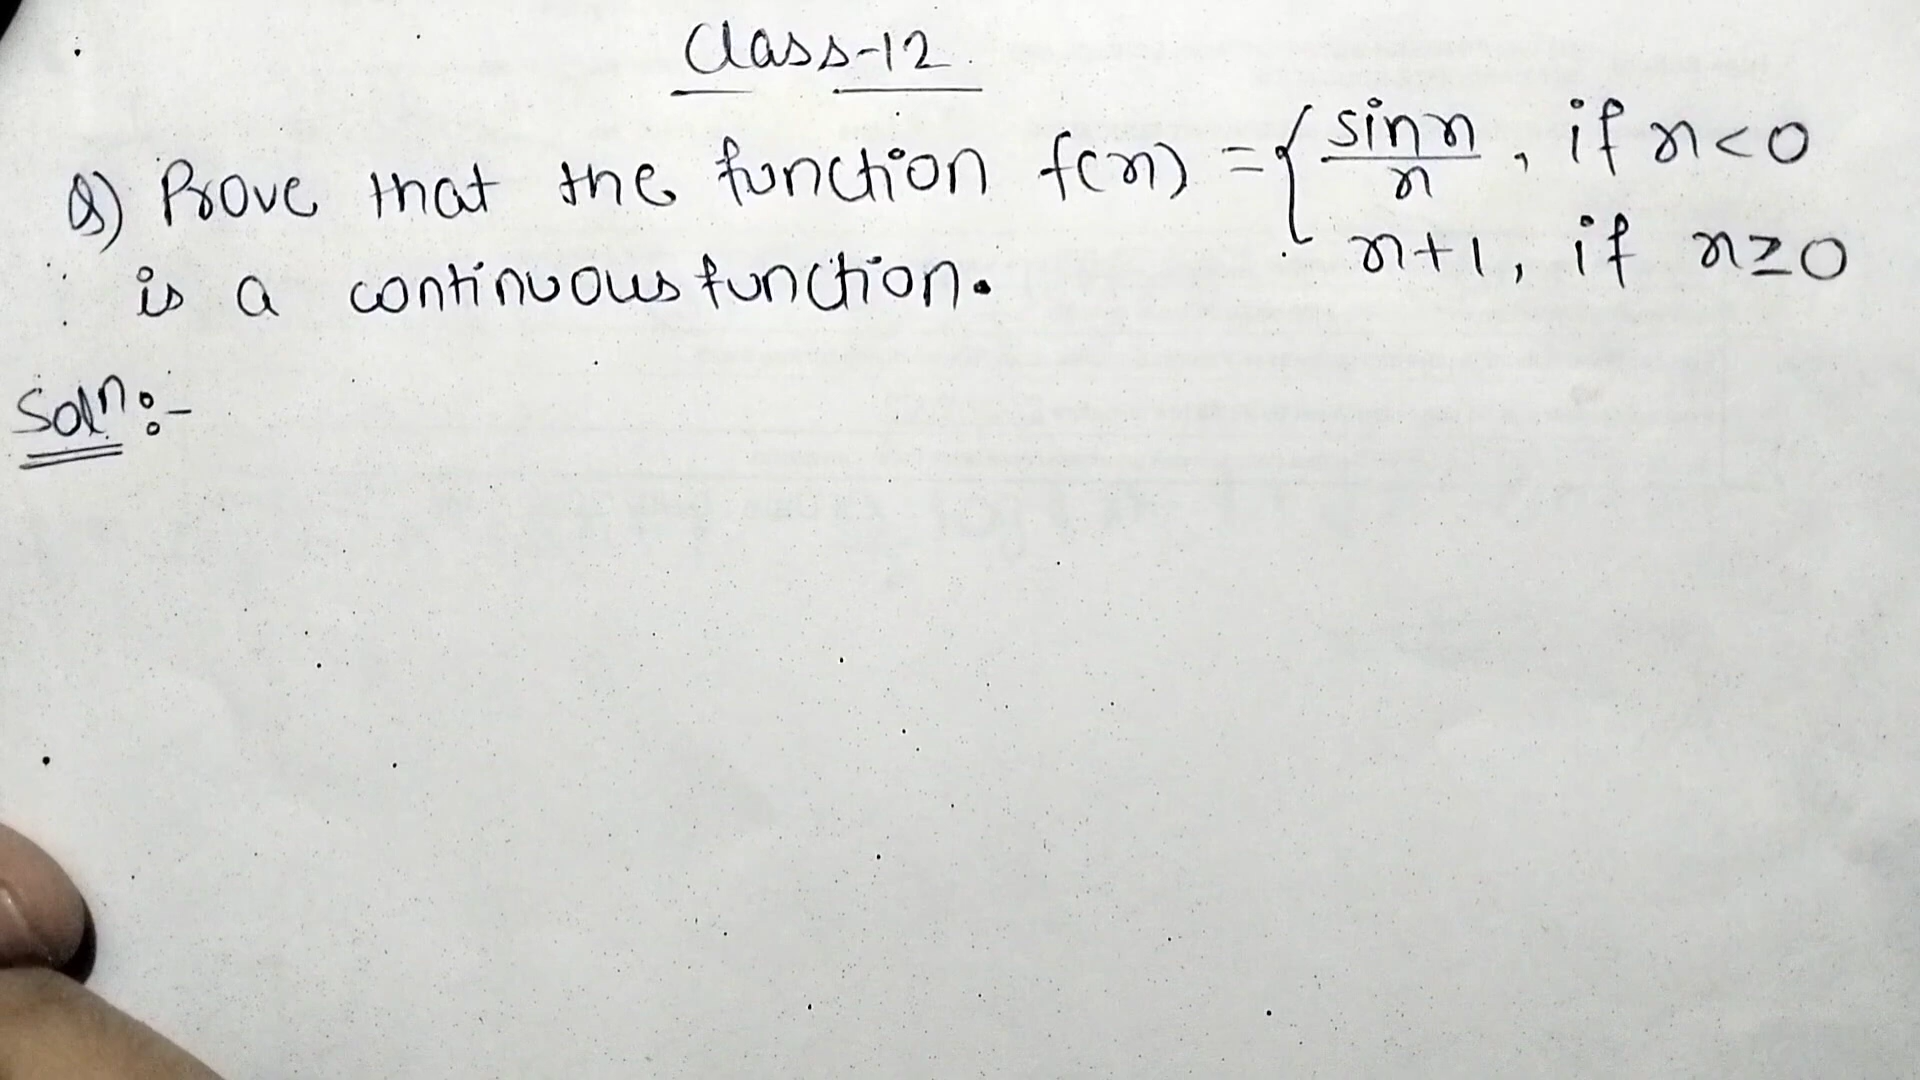 Class-12
Q) Prove that the function f(x) = { sin x / x , if x < 0
x+1, if x ≥ 0
is a continuous function.
Solⁿ:-